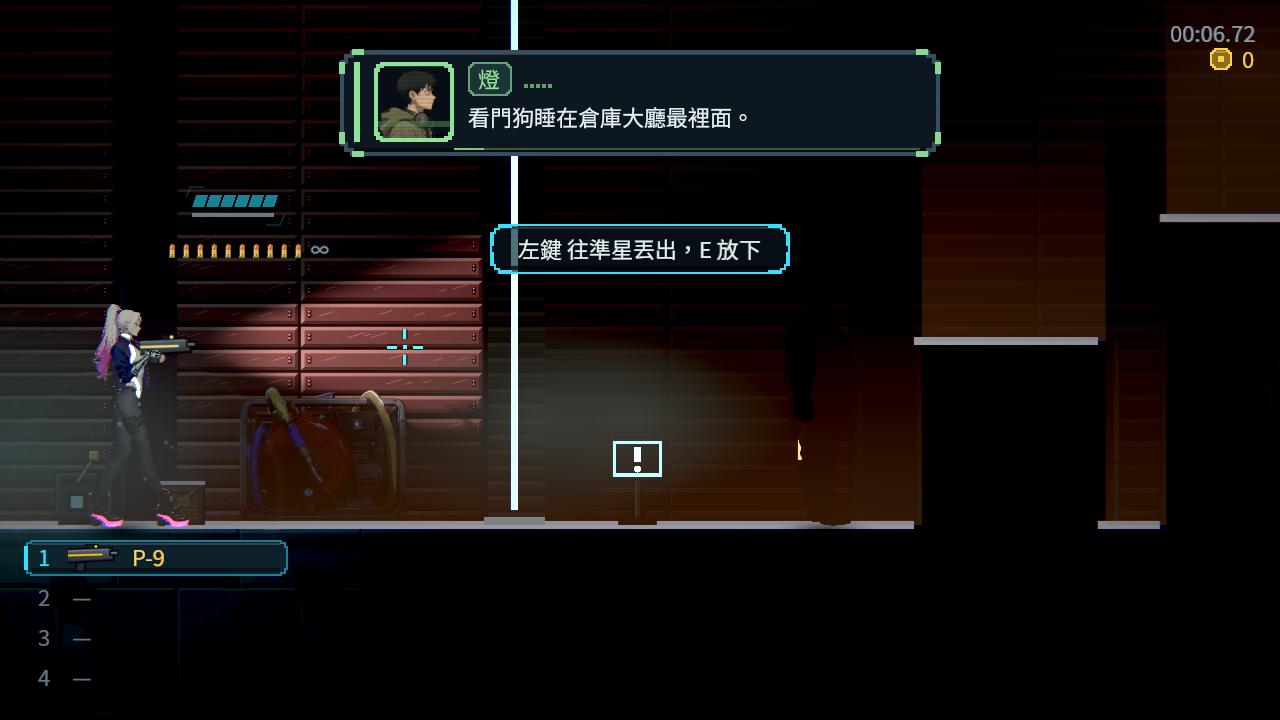 00:06.72
0
燈 .....
看門狗睡在倉庫大廳最裡面。
∞
左鍵 往準星丟出，E 放下
!
1 P-9
2 —
3 —
4 —